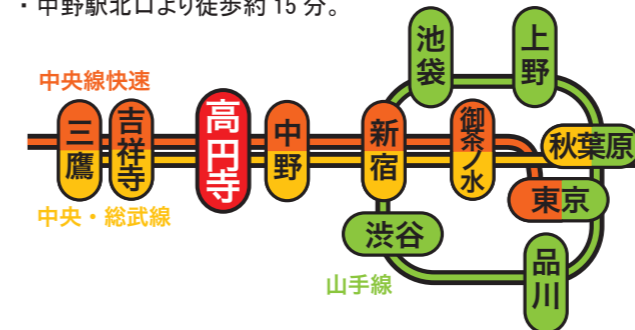 ・中野駅北口より徒歩約 15 分。
池袋
上野
中央線快速
三鷹
吉祥寺
高円寺
中野
新宿
御茶ノ水
秋葉原
東京
中央・総武線
渋谷
品川
山手線